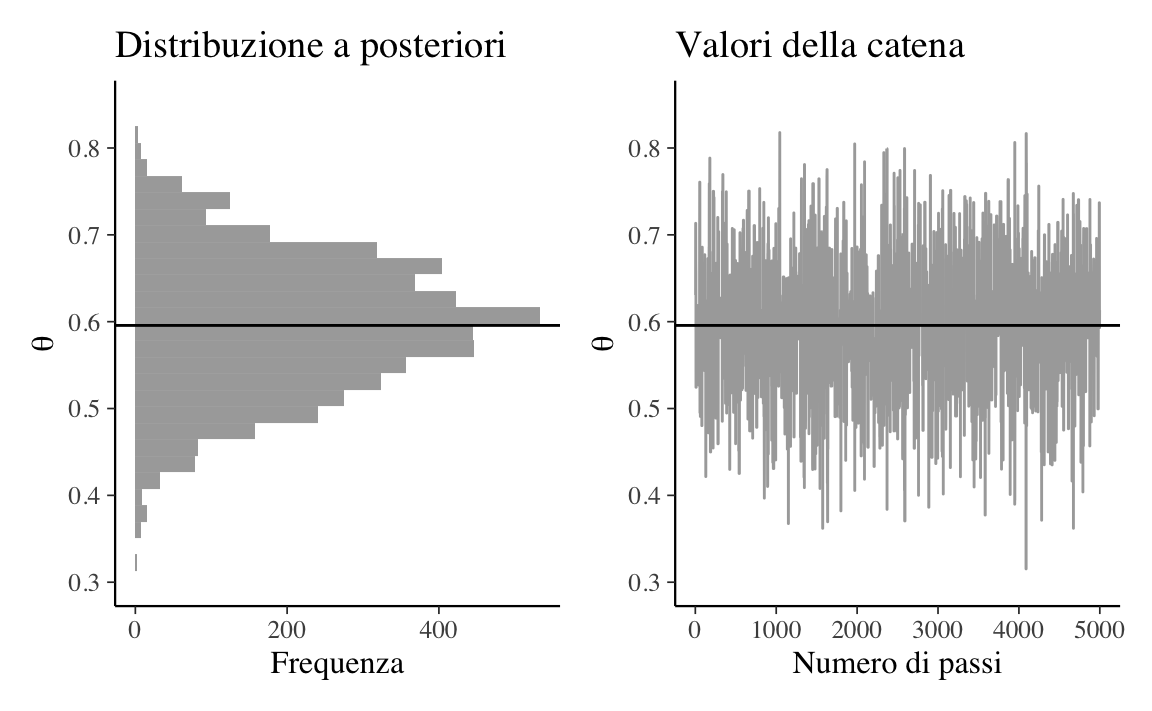 Distribuzione a posteriori
0.8
0.7
0.6
0.5
0.4
0.3
θ
0 200 400
Frequenza
Valori della catena
0.8
0.7
0.6
0.5
0.4
0.3
θ
0 1000 2000 3000 4000 5000
Numero di passi